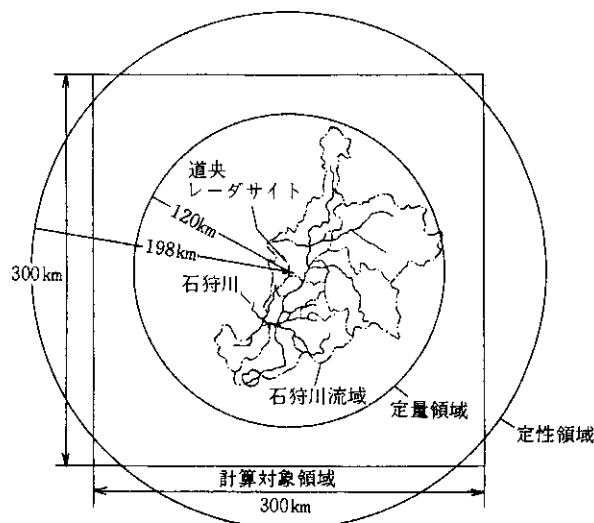 道央
レーダサイト
120km
198km
300km
石狩川
石狩川流域
定量領域
定性領域
計算対象領域
300km